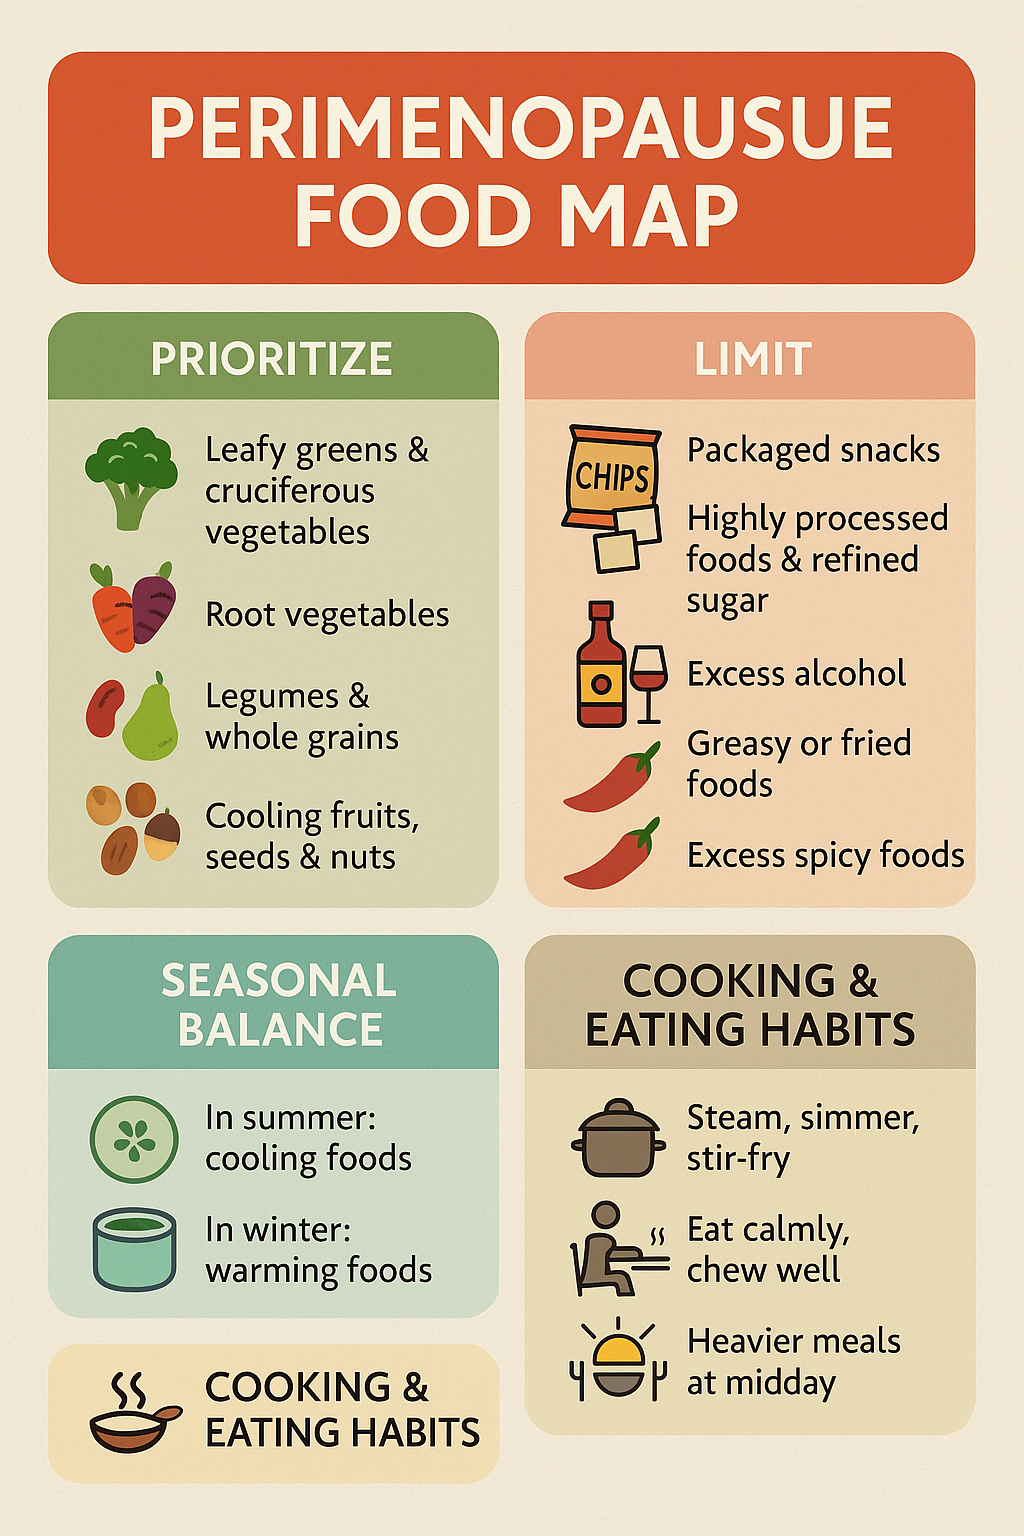 PERIMENOPAUSUE
FOOD MAP
PRIORITIZE
Leafy greens &
cruciferous
vegetables
Root vegetables
Legumes &
whole grains
Cooling fruits,
seeds & nuts
LIMIT
CHIPS
Packaged snacks
Highly processed
foods & refined
sugar
Excess alcohol
Greasy or fried
foods
Excess spicy foods
SEASONAL
BALANCE
In summer:
cooling foods
In winter:
warming foods
COOKING &
EATING HABITS
Steam, simmer,
stir-fry
Eat calmly,
chew well
Heavier meals
at midday
COOKING &
EATING HABITS